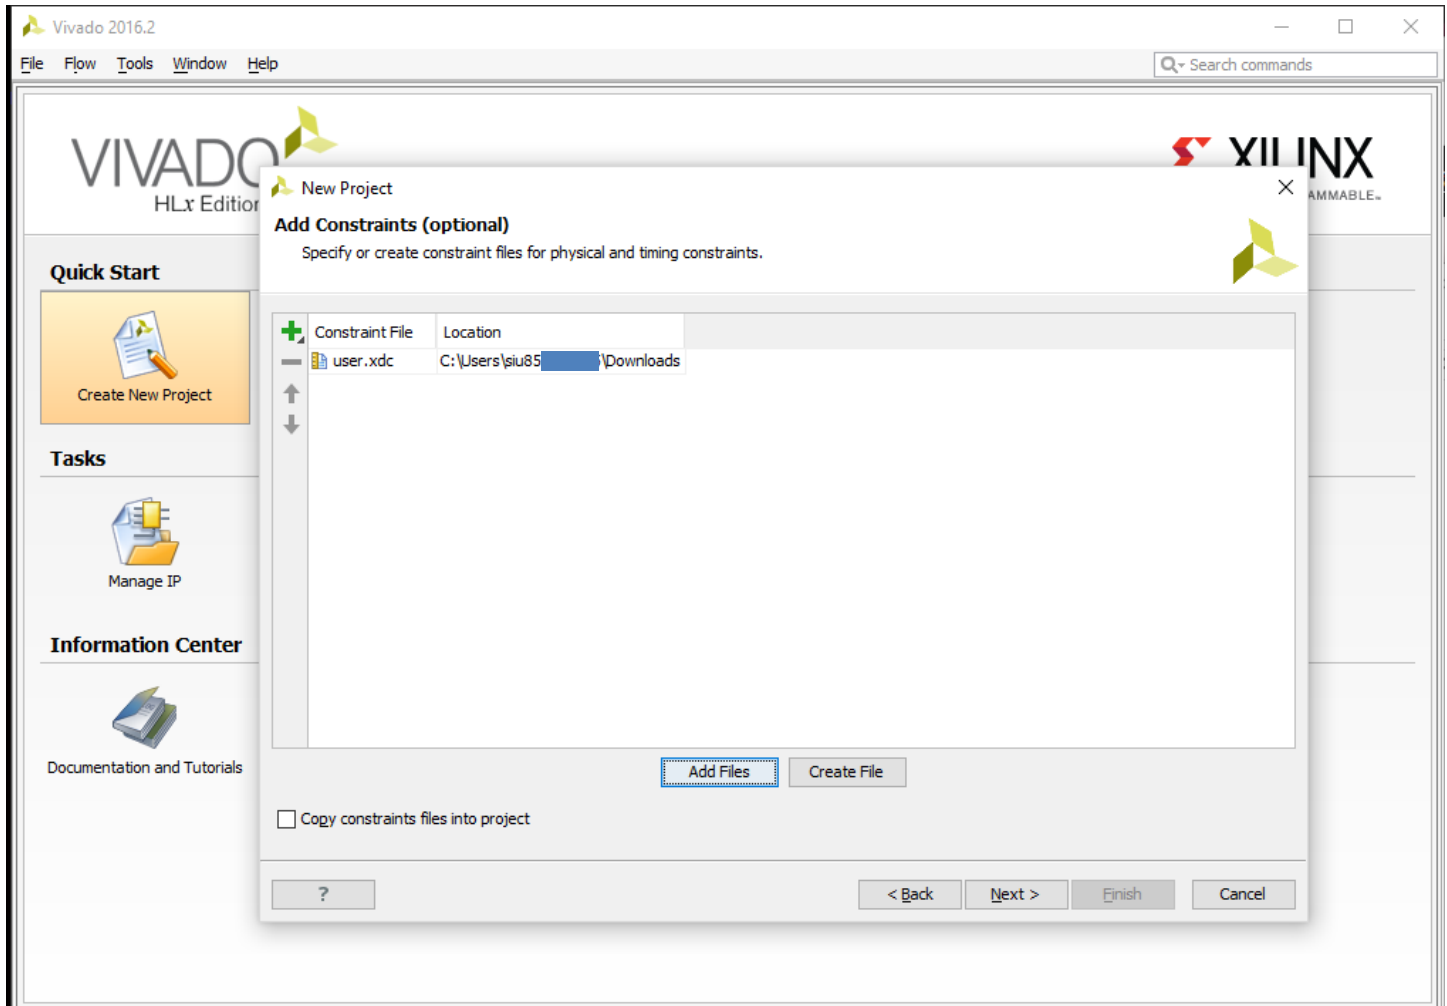 Vivado 2016.2
File Flow Tools Window Help
Search commands
VIVADO
HLx Edition
XILINX
AMMABLE™
New Project
Add Constraints (optional)
Specify or create constraint files for physical and timing constraints.
Quick Start
Create New Project
Tasks
Manage IP
Information Center
Documentation and Tutorials
Constraint File Location
user.xdc C:\Users\siu85 \Downloads
Add Files Create File
Copy constraints files into project
? < Back Next > Finish Cancel